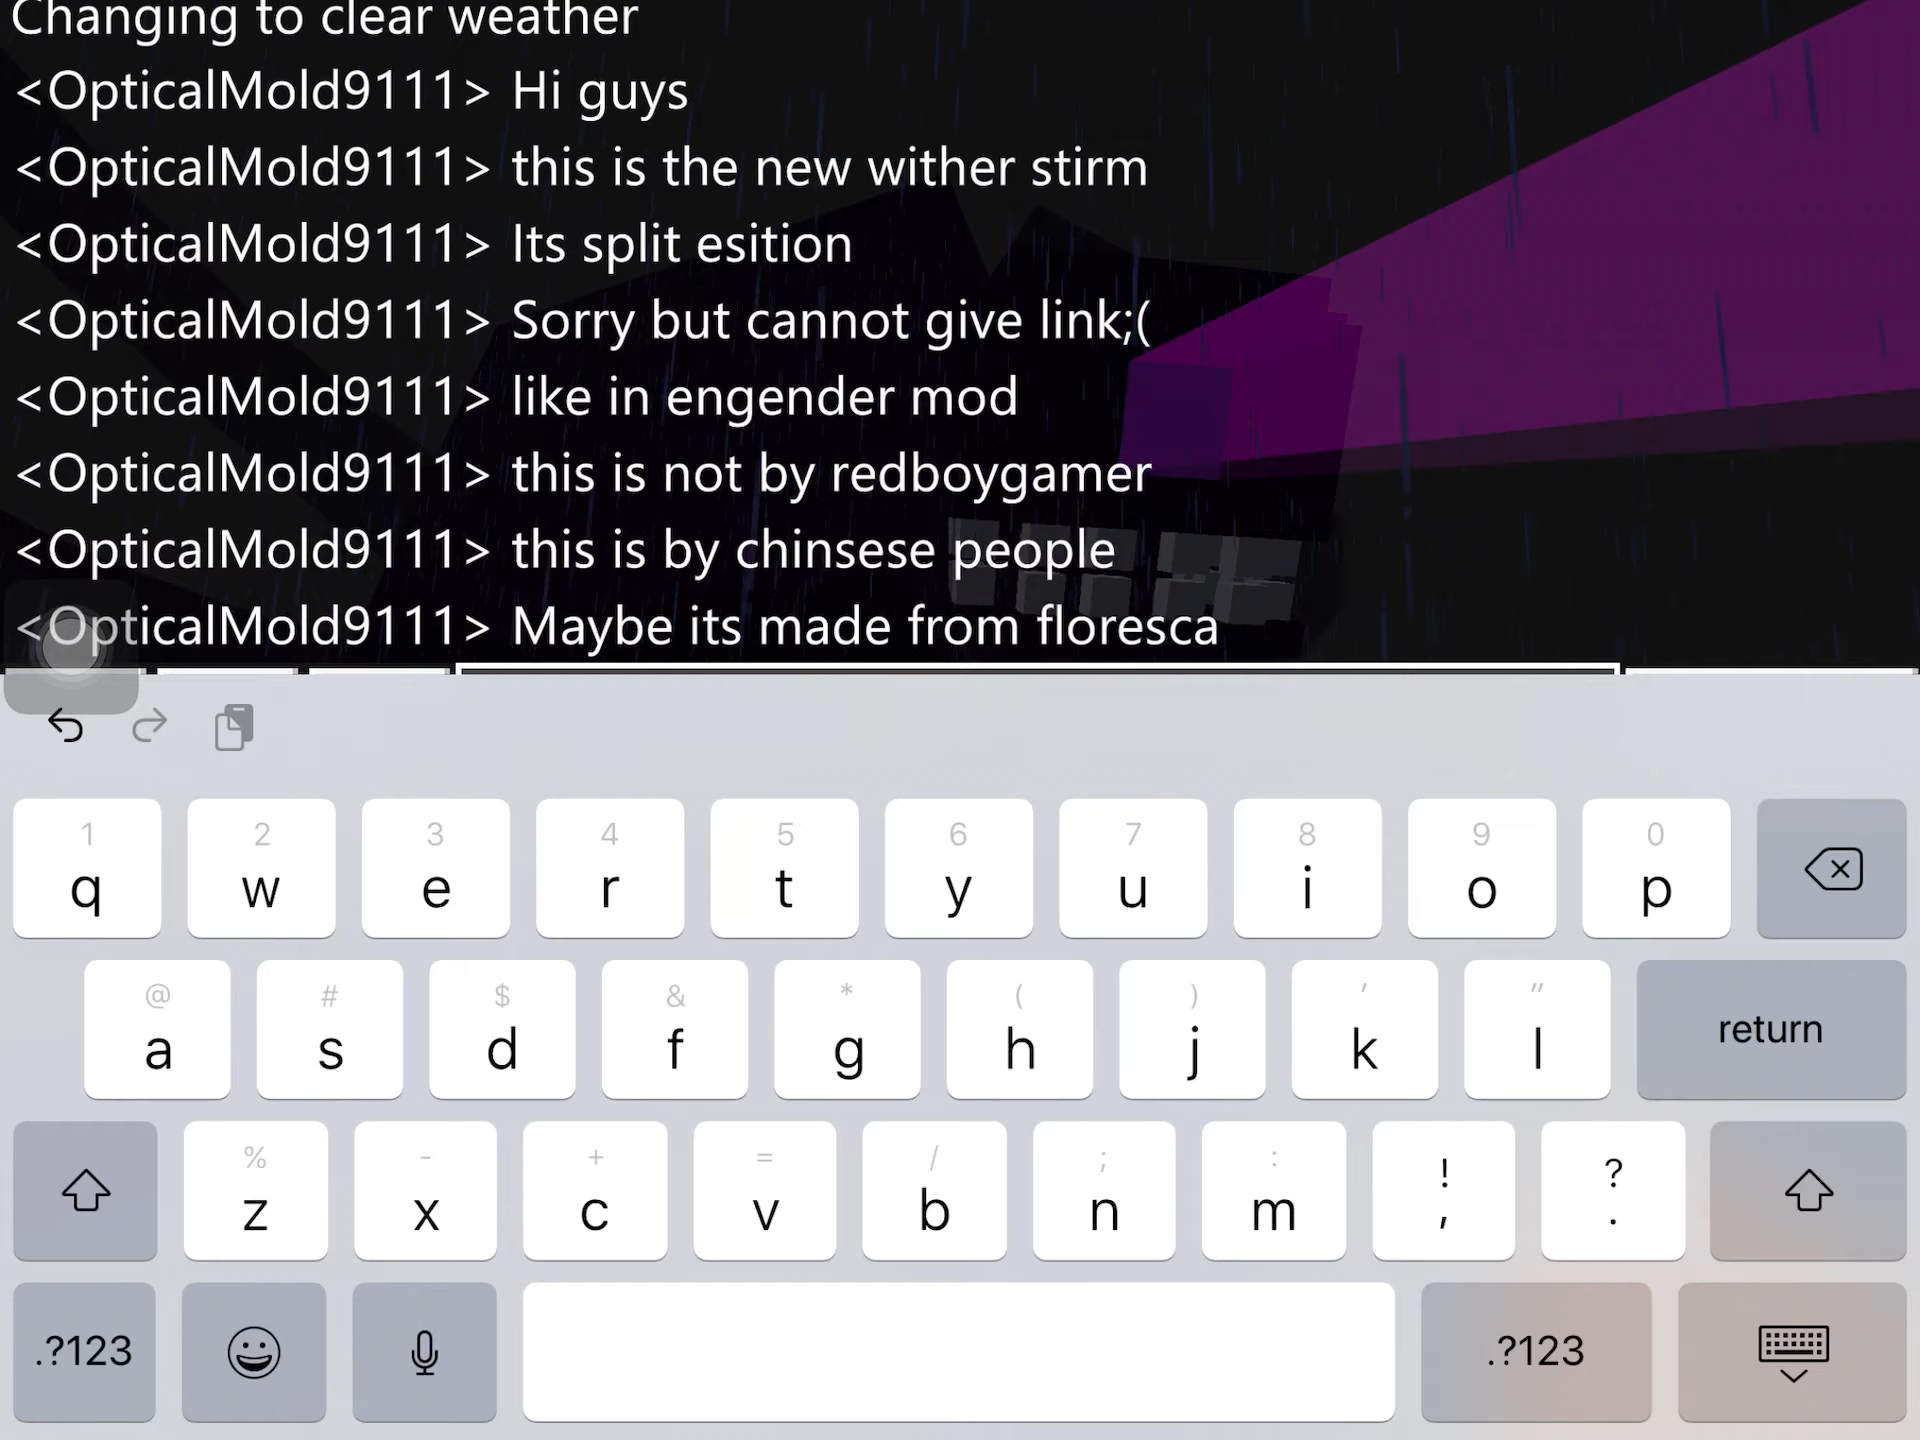 Changing to clear weather
<OpticalMold9111> Hi guys
<OpticalMold9111> this is the new wither stirm
<OpticalMold9111> Its split esition
<OpticalMold9111> Sorry but cannot give link;(
<OpticalMold9111> like in engender mod
<OpticalMold9111> this is not by redboygamer
<OpticalMold9111> this is by chinsese people
<OpticalMold9111> Maybe its made from floresca
1 2 3 4 5 6 7 8 9 0
q w e r t y u i o p
@ # $ & * ( ) ' "
a s d f g h j k l return
% - + = / ; : ! ?
z x c v b n m , .
.?123 .?123